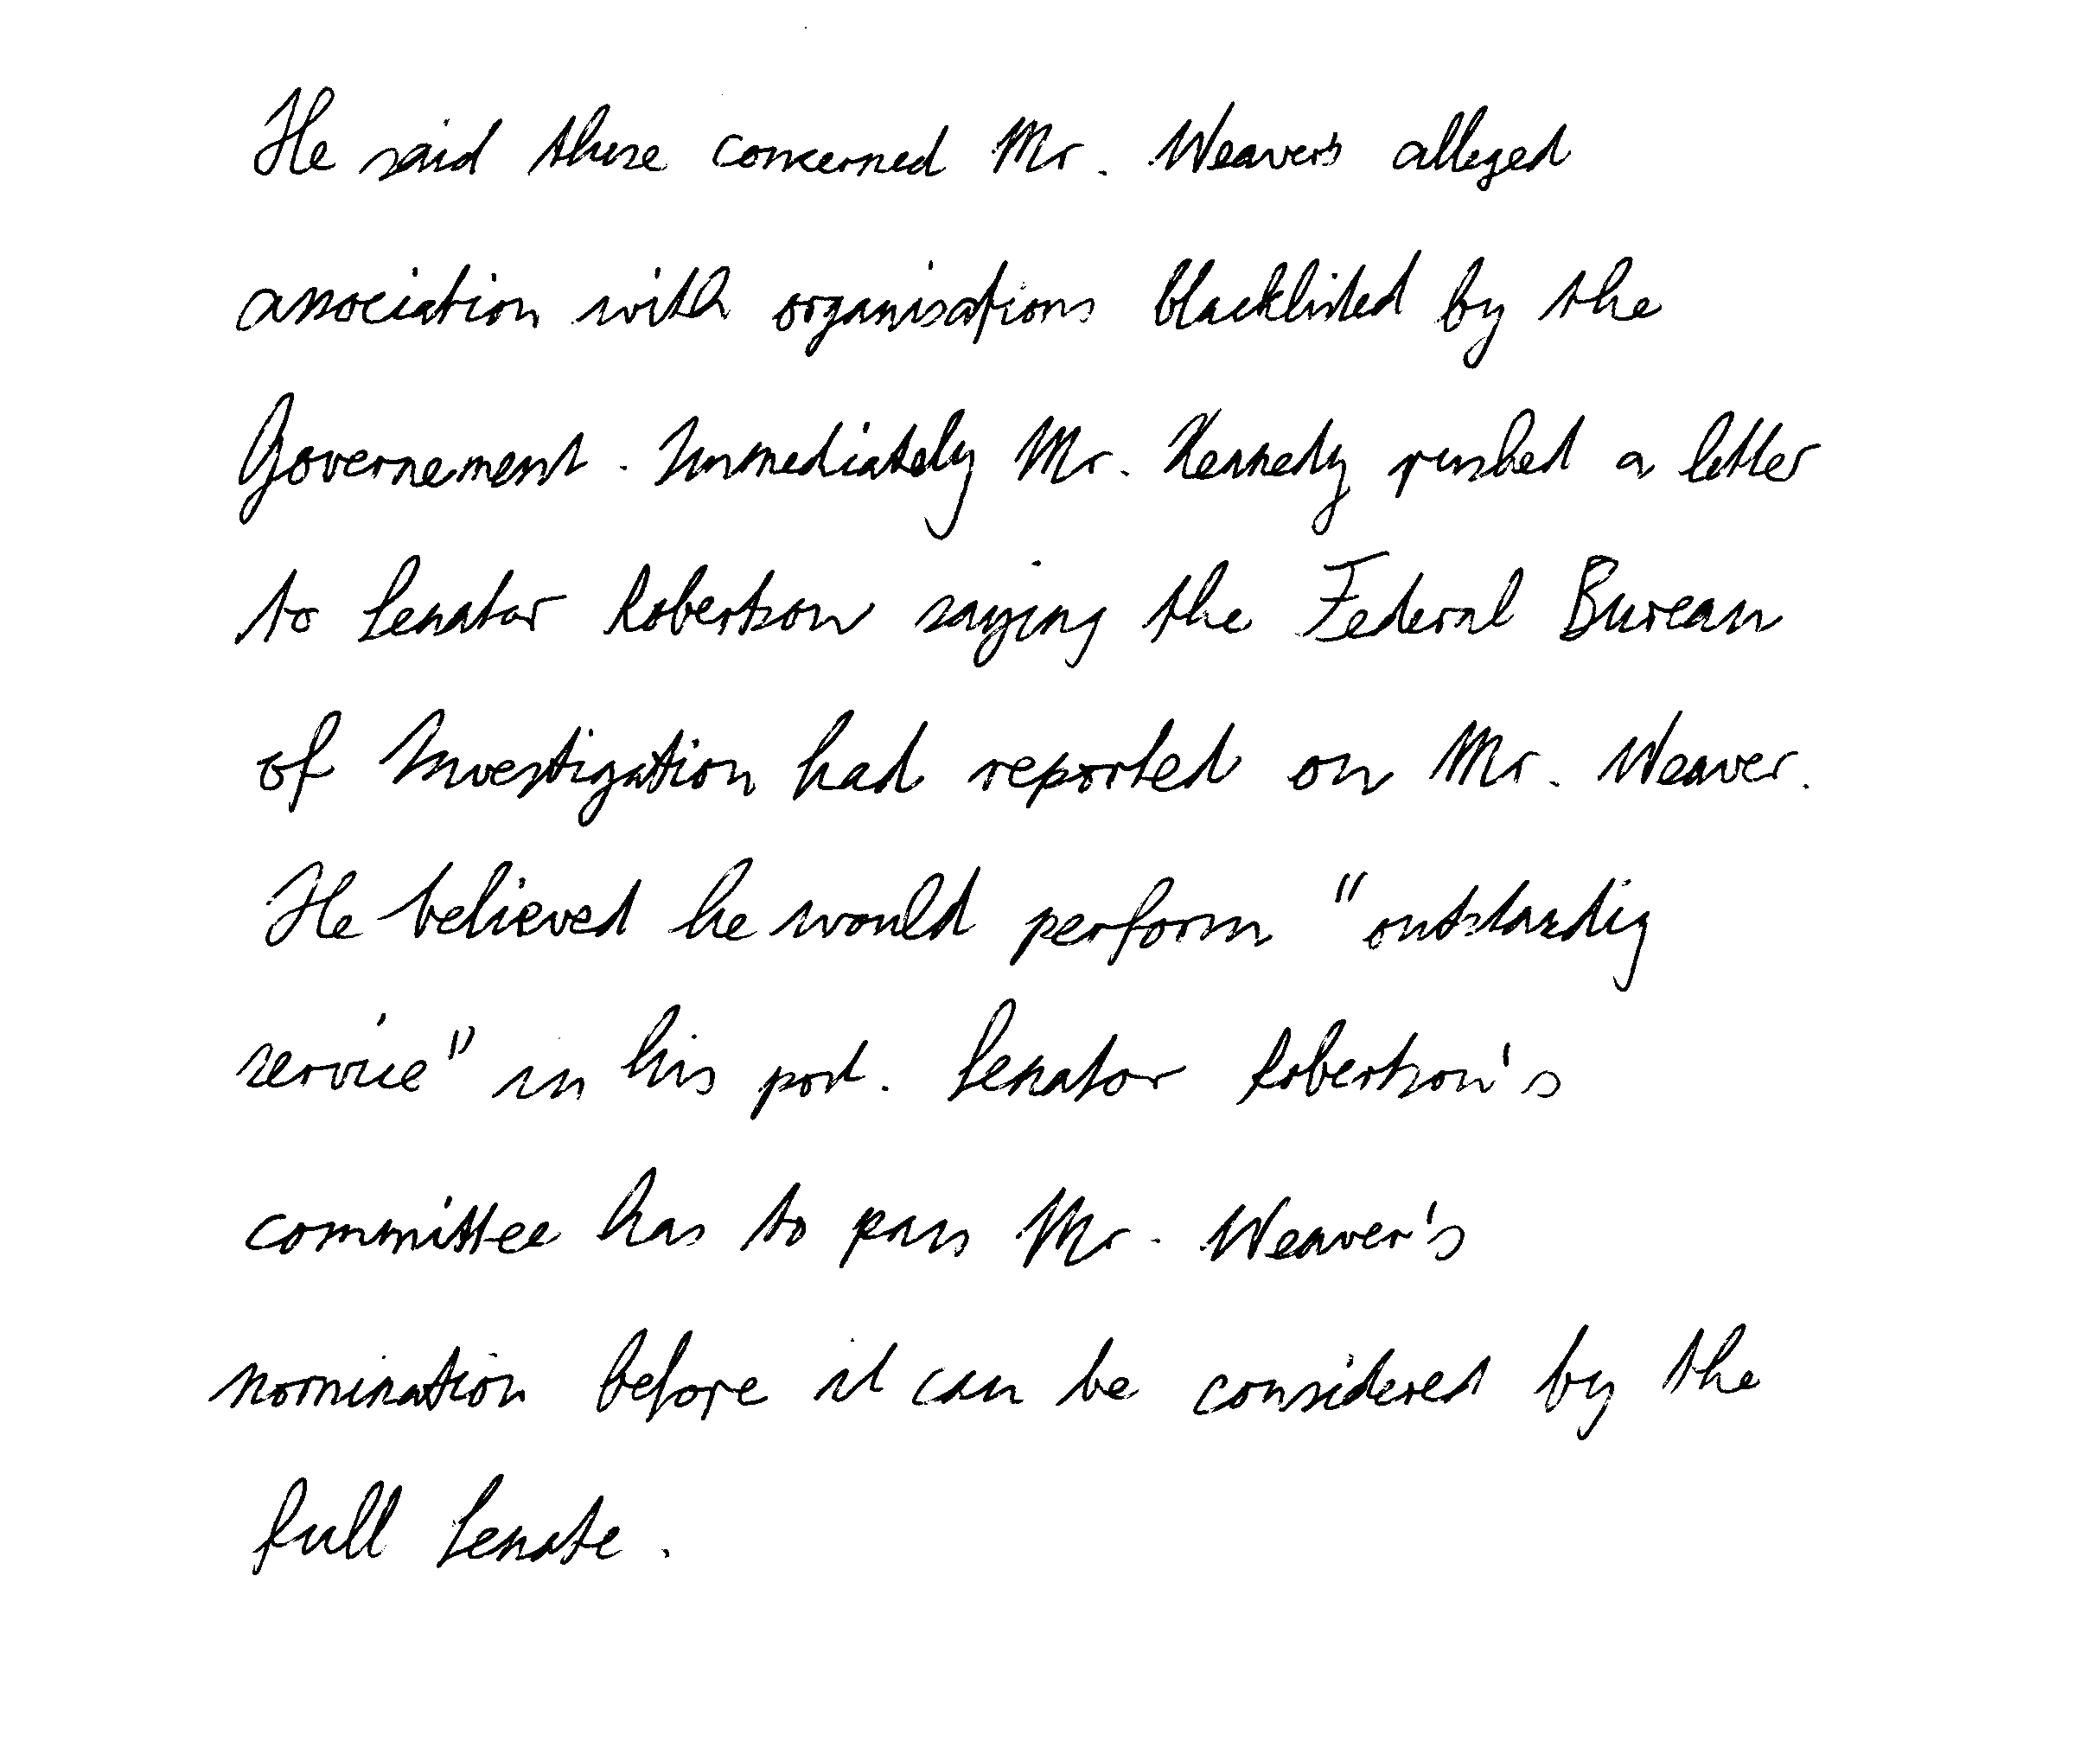 He said these concerned Mr. Weaver's alleged
association with organisations blacklisted by the
Governement. Immediately Mr. Kennedy rushed a letter
to Senator Robertson saying the Federal Bureau
of Investigation had reported on Mr. Weaver.
He believed he would perform "outstandig
service" in his post. Senator Robertson's
committee has to pass Mr. Weaver's
nomination before it can be considered by the
full Senate.